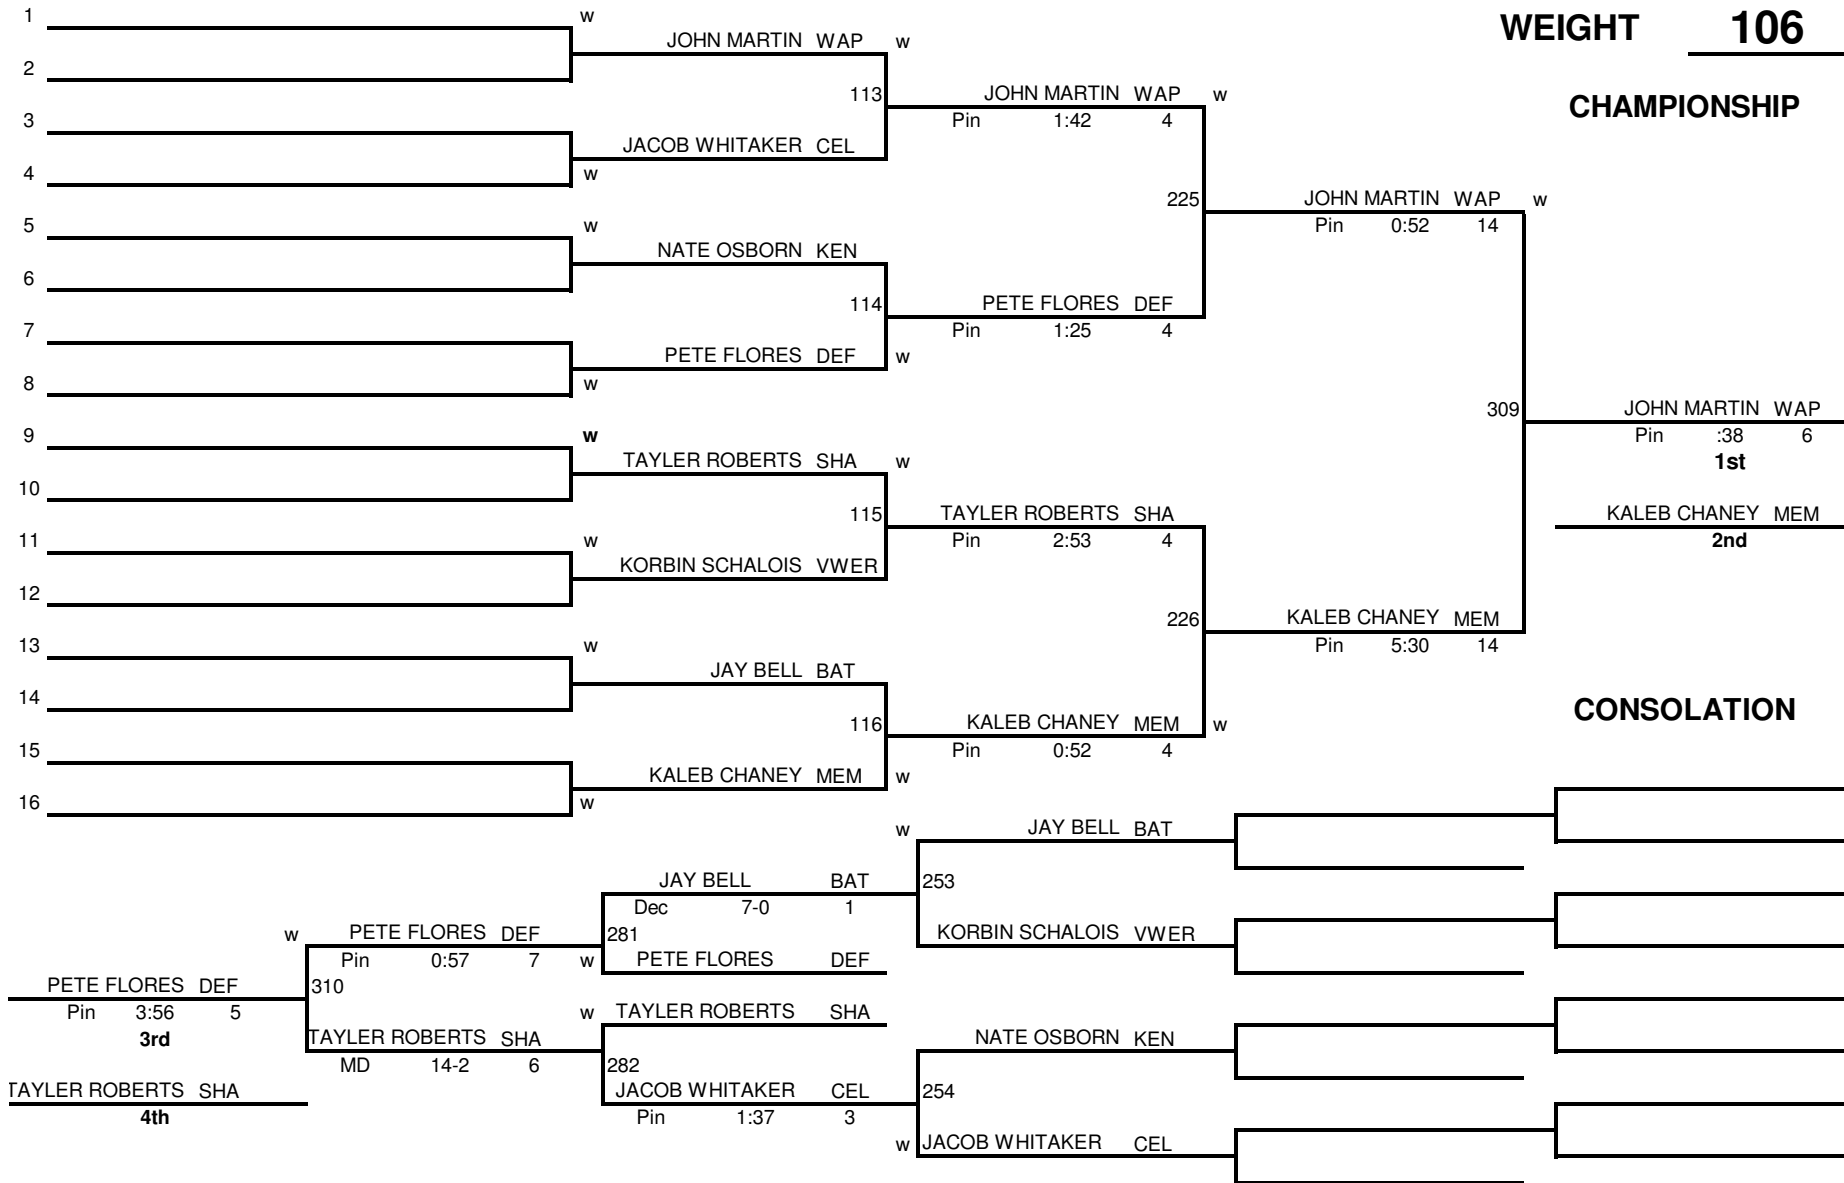 1 w WEIGHT 106
JOHN MARTIN WAP w
2
113 JOHN MARTIN WAP w
CHAMPIONSHIP
3 Pin 1:42 4
JACOB WHITAKER CEL
4 w
225 JOHN MARTIN WAP w
5 w Pin 0:52 14
NATE OSBORN KEN
6
114 PETE FLORES DEF
7 Pin 1:25 4
PETE FLORES DEF w
8 w
309 JOHN MARTIN WAP
9 w Pin :38 6
TAYLER ROBERTS SHA w 1st
10
115 TAYLER ROBERTS SHA KALEB CHANEY MEM
11 w Pin 2:53 4 2nd
KORBIN SCHALOIS VWER
12
226 KALEB CHANEY MEM
13 w Pin 5:30 14
JAY BELL BAT
14
CONSOLATION
116 KALEB CHANEY MEM w
15 Pin 0:52 4
KALEB CHANEY MEM w
16 w
w JAY BELL BAT
JAY BELL BAT 253
Dec 7-0 1
w PETE FLORES DEF 281 KORBIN SCHALOIS VWER
Pin 0:57 7 w PETE FLORES DEF
PETE FLORES DEF 310
Pin 3:56 5 w TAYLER ROBERTS SHA
3rd TAYLER ROBERTS SHA NATE OSBORN KEN
MD 14-2 6 282
TAYLER ROBERTS SHA JACOB WHITAKER CEL 254
4th Pin 1:37 3
w JACOB WHITAKER CEL